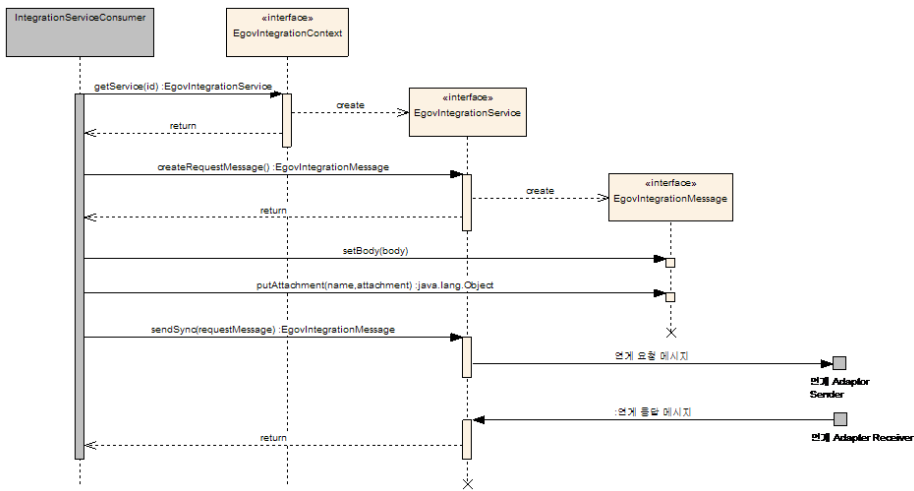 IntegrationServiceConsumer
«interface»
EgovIntegrationContext
getService(id) :EgovIntegrationService
create
«interface»
EgovIntegrationService
return
createRequestMessage() :EgovIntegrationMessage
create
«interface»
EgovIntegrationMessage
return
setBody(body)
putAttachment(name,attachment) :java.lang.Object
sendSync(requestMessage) :EgovIntegrationMessage
연계 요청 메시지
연계 Adaptor
Sender
:연계 응답 메시지
연계 Adapter Receiver
return